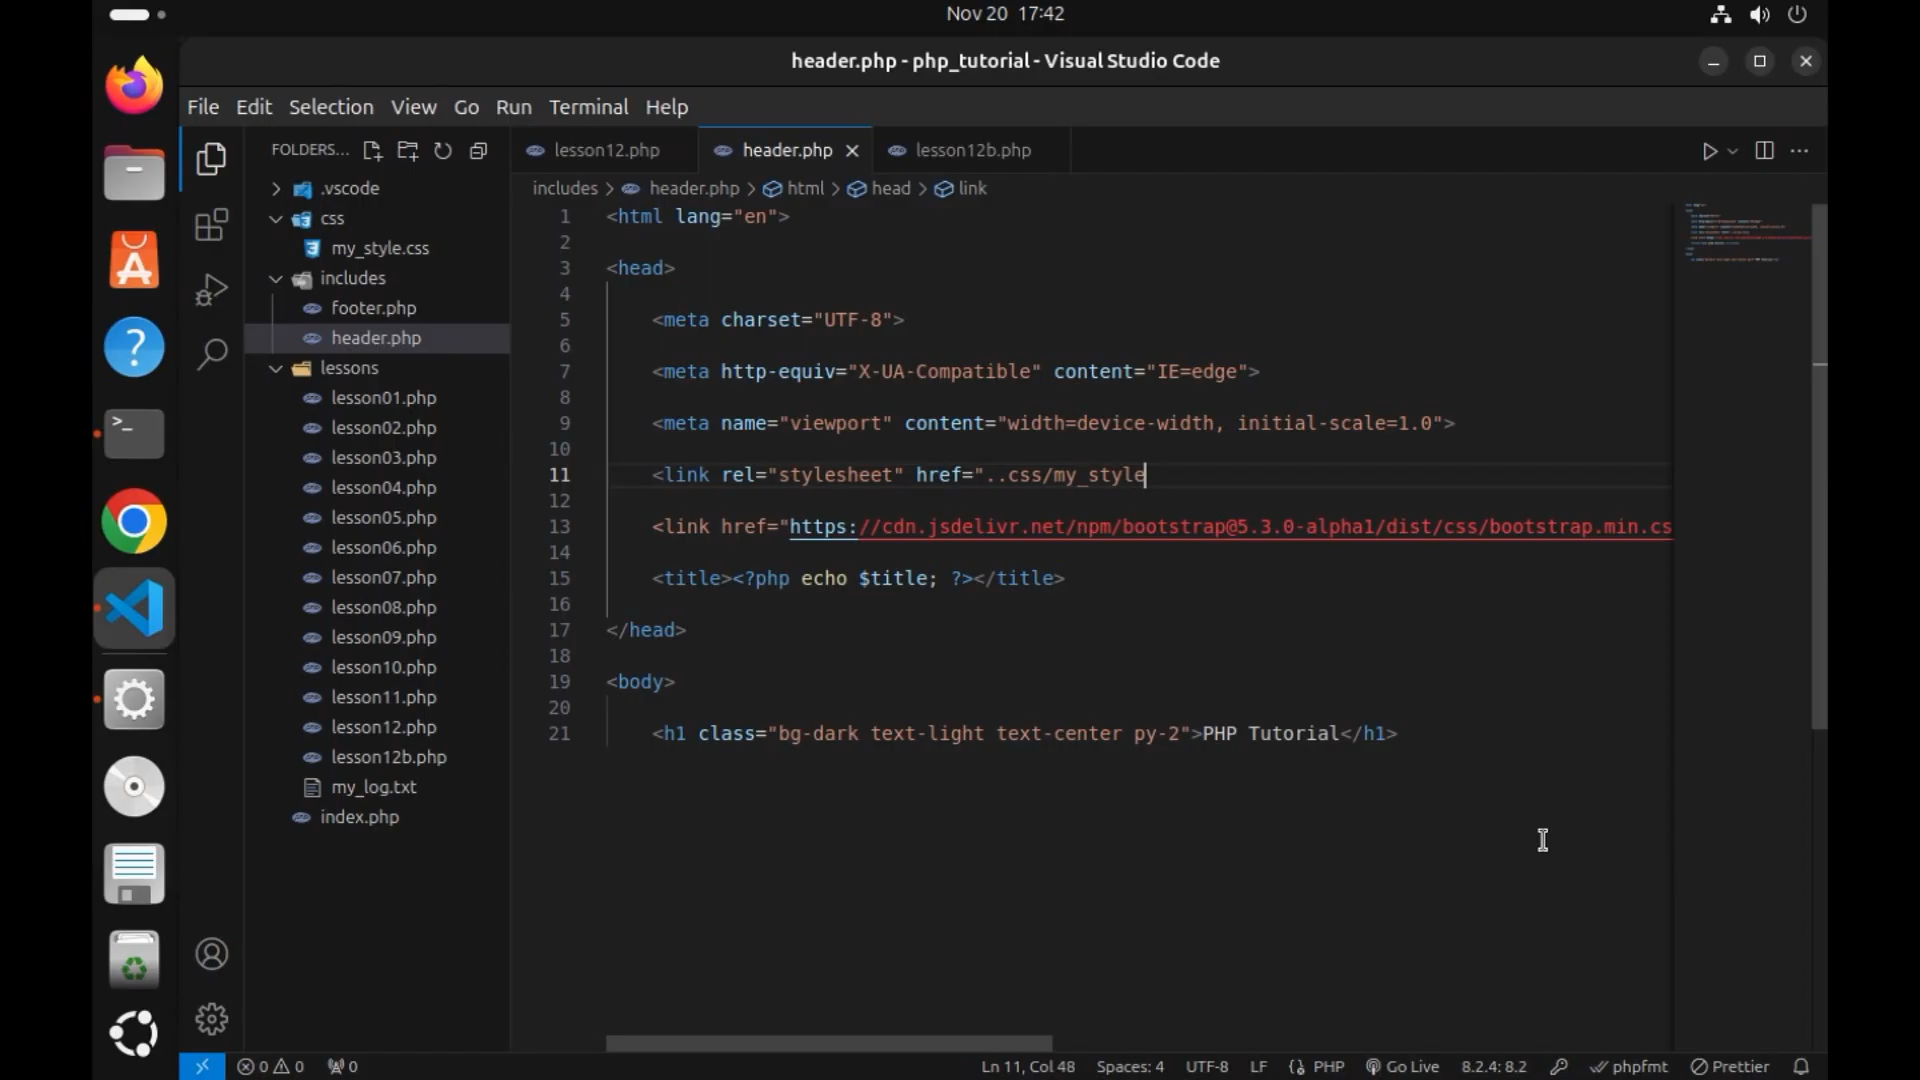 Nov 20 17:42
header.php - php_tutorial - Visual Studio Code
File Edit Selection View Go Run Terminal Help
FOLDERS...
lesson12.php header.php lesson12b.php
includes > header.php > html > head > link
.vscode
css
my_style.css
includes
footer.php
header.php
lessons
lesson01.php
lesson02.php
lesson03.php
lesson04.php
lesson05.php
lesson06.php
lesson07.php
lesson08.php
lesson09.php
lesson10.php
lesson11.php
lesson12.php
lesson12b.php
my_log.txt
index.php
1 <html lang="en">
2
3 <head>
4
5 <meta charset="UTF-8">
6
7 <meta http-equiv="X-UA-Compatible" content="IE=edge">
8
9 <meta name="viewport" content="width=device-width, initial-scale=1.0">
10
11 <link rel="stylesheet" href="..css/my_style
12
13 <link href="https://cdn.jsdelivr.net/npm/bootstrap@5.3.0-alpha1/dist/css/bootstrap.min.cs
14
15 <title><?php echo $title; ?></title>
16
17 </head>
18
19 <body>
20
21 <h1 class="bg-dark text-light text-center py-2">PHP Tutorial</h1>
0 0 0 Ln 11, Col 48 Spaces: 4 UTF-8 LF {} PHP Go Live 8.2.4: 8.2 phpfmt Prettier